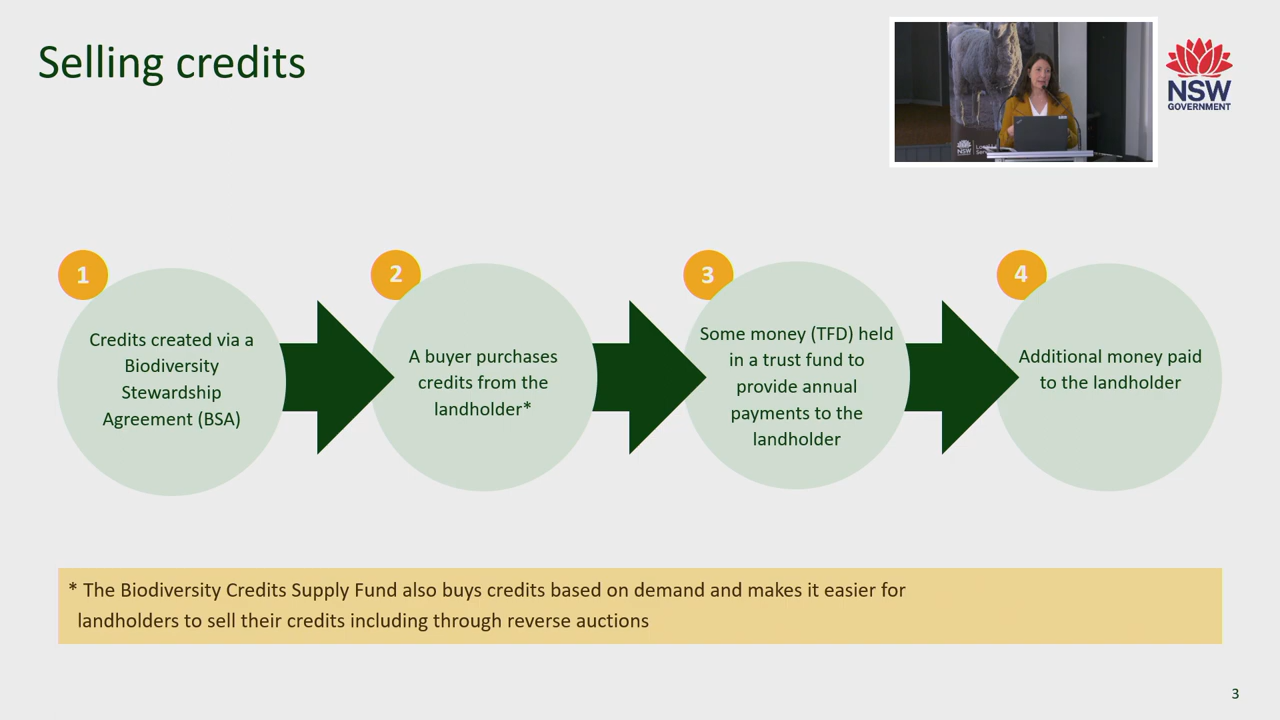 Selling credits
NSW
GOVERNMENT
NSW
1
Credits created via a
Biodiversity
Stewardship
Agreement (BSA)
2
A buyer purchases
credits from the
landholder*
3
Some money (TFD) held
in a trust fund to
provide annual
payments to the
landholder
4
Additional money paid
to the landholder
* The Biodiversity Credits Supply Fund also buys credits based on demand and makes it easier for
landholders to sell their credits including through reverse auctions
3